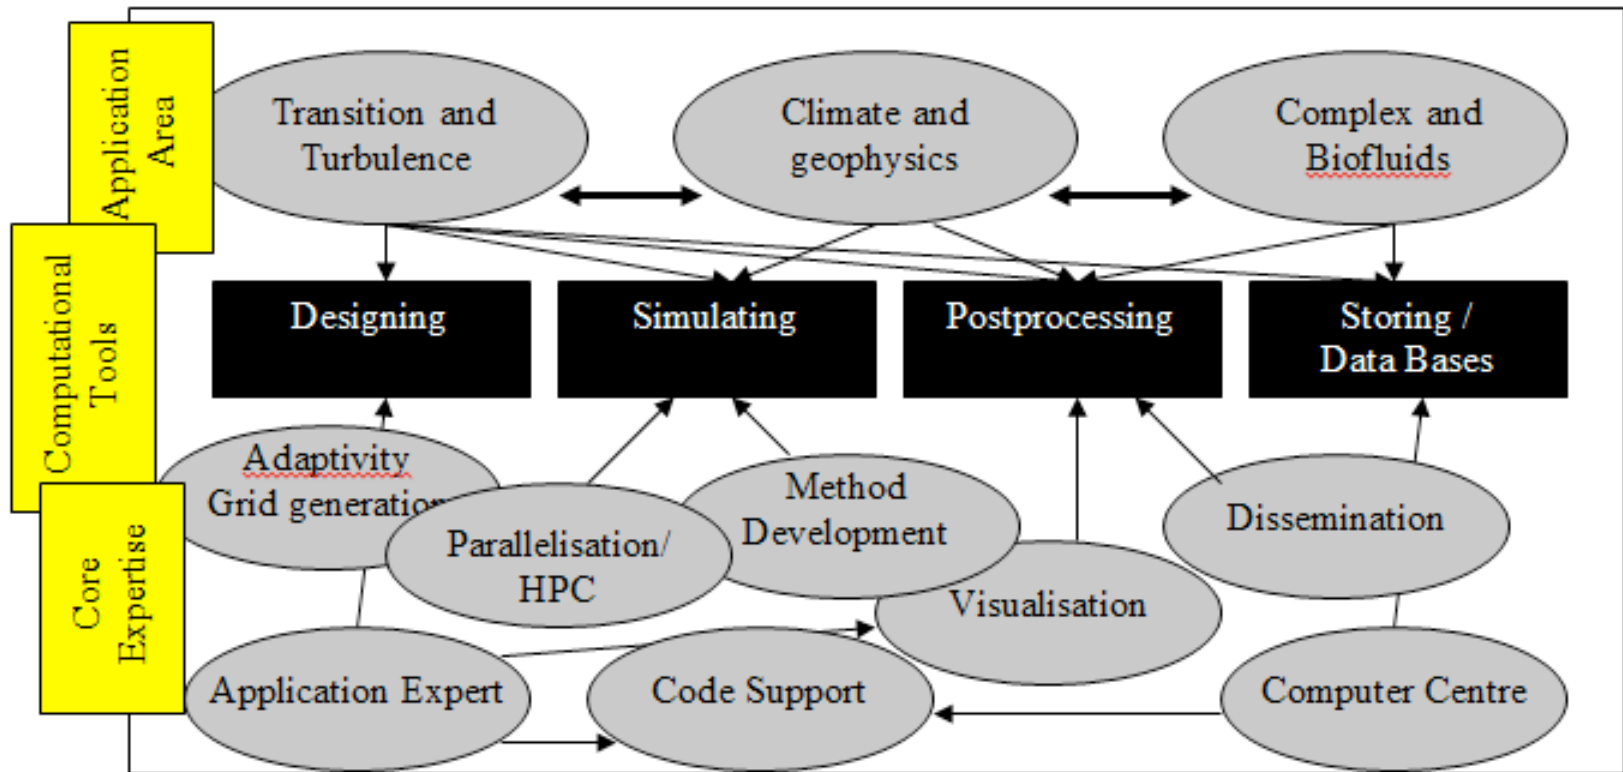 Application
Area
Transition and
Turbulence
Climate and
geophysics
Complex and
Biofluids
Computational
Tools
Designing
Simulating
Postprocessing
Storing /
Data Bases
Core
Expertise
Adaptivity
Grid generation
Parallelisation/
HPC
Method
Development
Visualisation
Dissemination
Application Expert
Code Support
Computer Centre